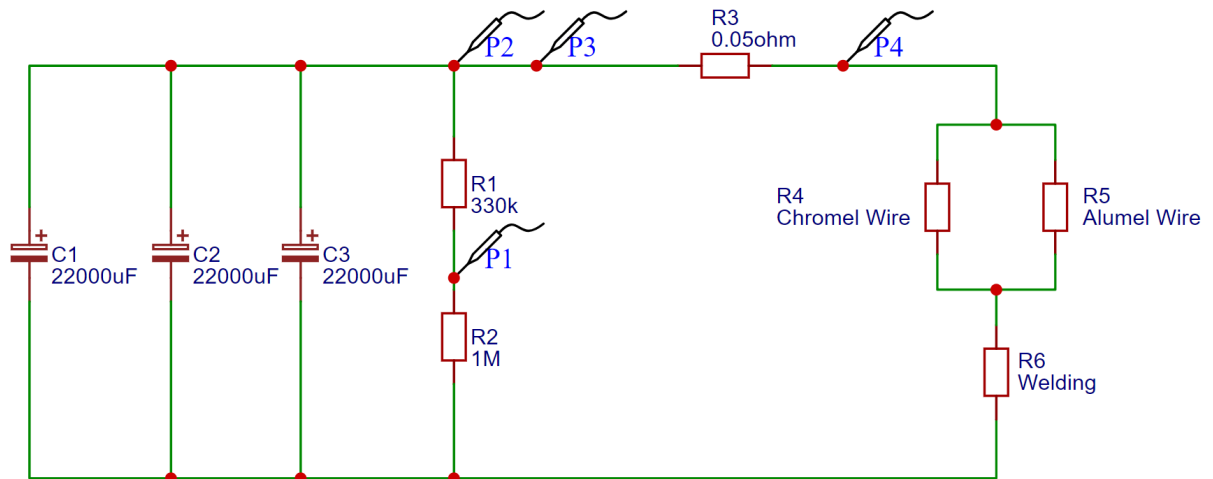 P2
P3
R3
0.05ohm
P4
R1
330k
R4
Chromel Wire
R5
Alumel Wire
+
C1
22000uF
+
C2
22000uF
+
C3
22000uF
P1
R2
1M
R6
Welding